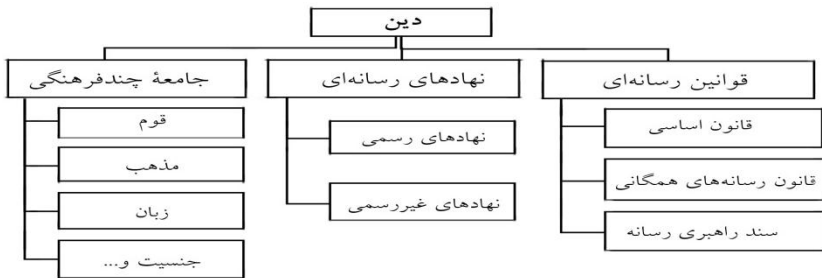 دین
قوانین رسانه‌ای
قانون اساسی
قانون رسانه‌های همگانی
سند راهبری رسانه
نهادهای رسانه‌ای
نهادهای رسمی
نهادهای غیررسمی
جامعهٔ چندفرهنگی
قوم
مذهب
زبان
جنسیت و...